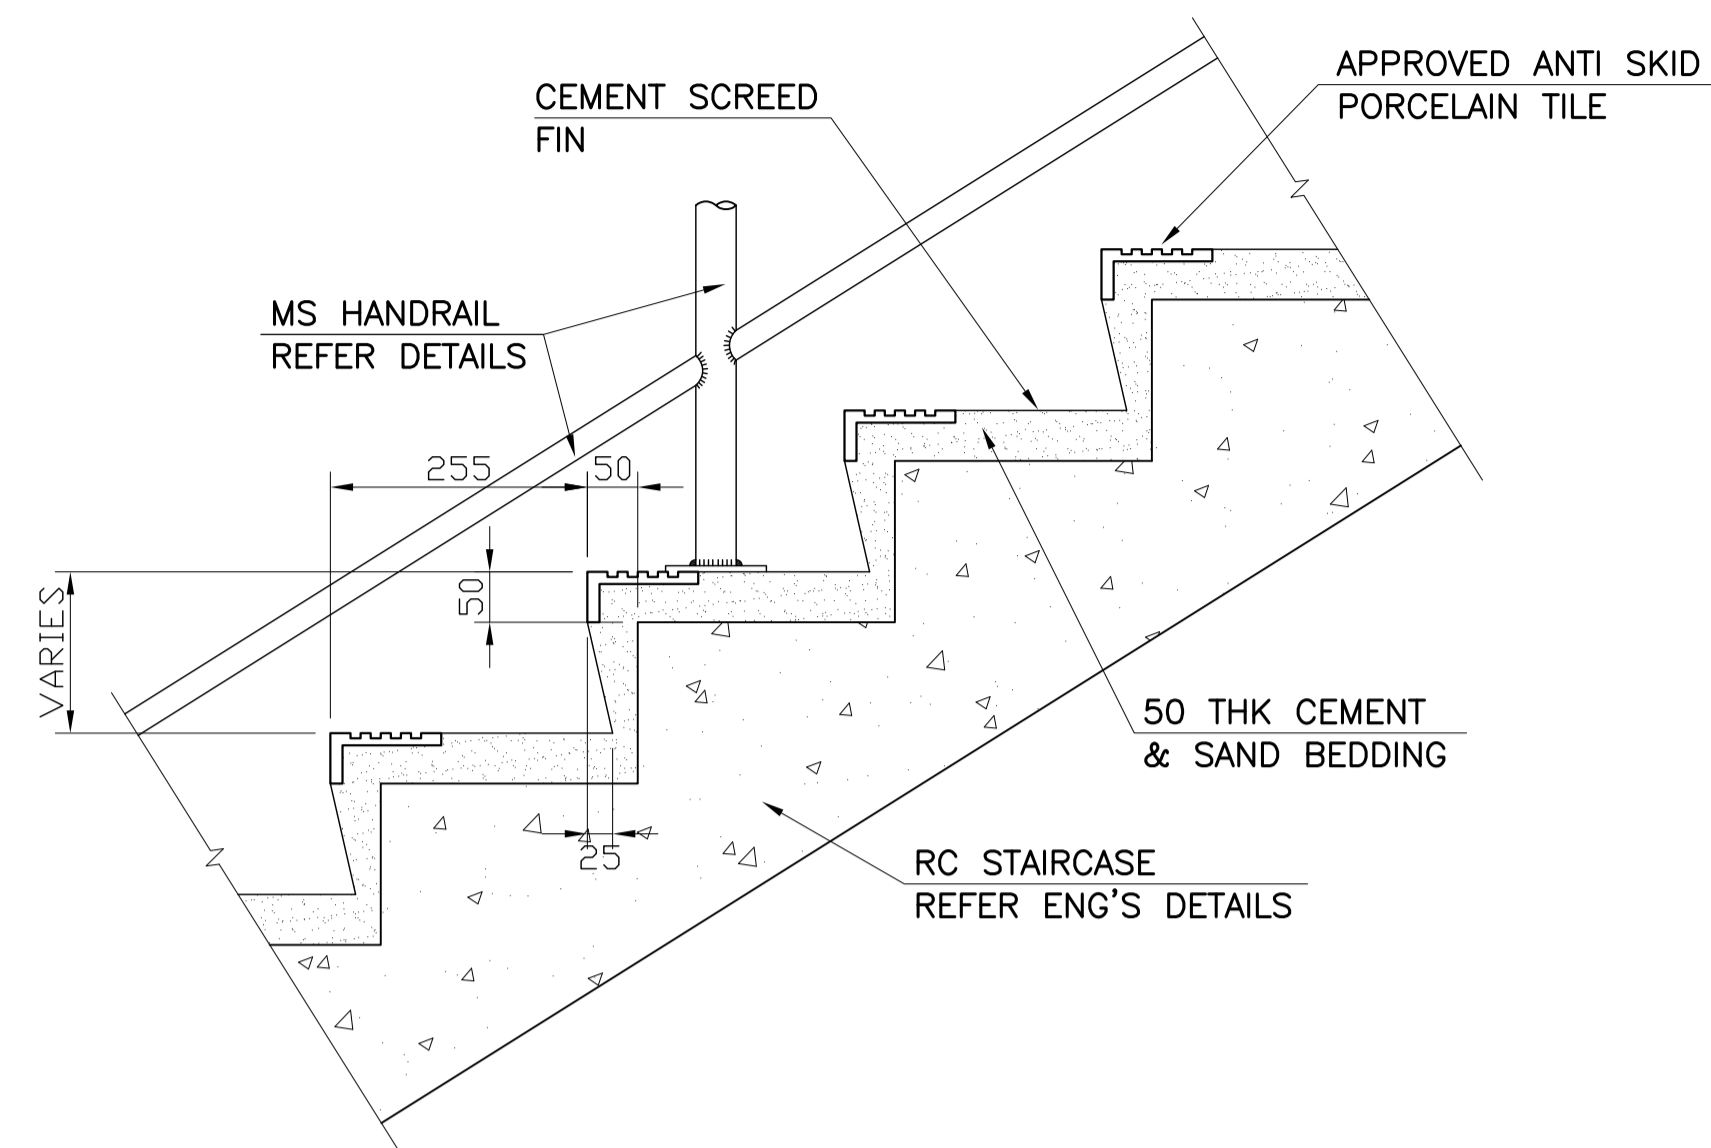 APPROVED ANTI SKID
PORCELAIN TILE
CEMENT SCREED
FIN
MS HANDRAIL
REFER DETAILS
255
50
50
VARIES
25
50 THK CEMENT
& SAND BEDDING
RC STAIRCASE
REFER ENG'S DETAILS